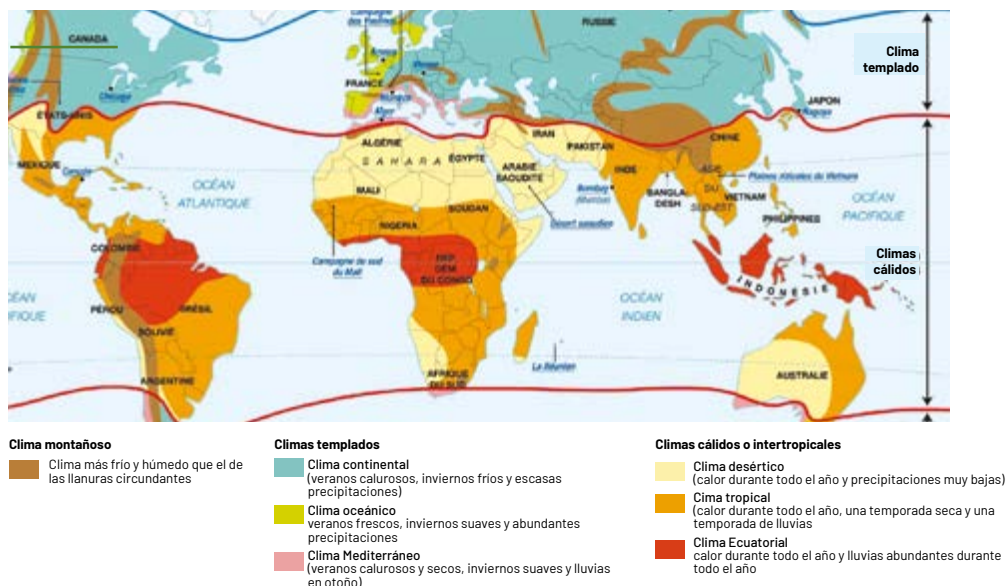 RUSSIE
CANADA
Clima
templado
FRANCE
Chicago
Alger
JAPON
Nagoya
ÉTATS-UNIS
CHINE
IRAN
ALGÉRIE
PAKISTAN
SAHARA
ÉGYPTE
MEXIQUE
ARABIE
SAOUDITE
INDE
ASIE
DU
SUD-EST
OCÉAN
ATLANTIQUE
MALI
Bombay
(Mumbai)
BANGLA
DESH
VIETNAM
OCÉAN
PACIFIQUE
SOUDAN
Désert saoudien
PHILIPPINES
NIGERIA
COLOMBIE
Campagne du sud
du Mali
RÉP.
DÉM.
DU CONGO
Climas
cálidos
INDONÉSIE
OCÉAN
INDIEN
PÉROU
BRÉSIL
BOLIVIE
La Réunion
ARGENTINE
AFRIQUE
DU SUD
AUSTRALIE
Clima montañoso
Clima más frío y húmedo que el de
las llanuras circundantes
Climas templados
Clima continental
(veranos calurosos, inviernos fríos y escasas
precipitaciones)
Clima oceánico
veranos frescos, inviernos suaves y abundantes
precipitaciones
Clima Mediterráneo
(veranos calurosos y secos, inviernos suaves y lluvias
en otoño)
Climas cálidos o intertropicales
Clima desértico
(calor durante todo el año y precipitaciones muy bajas)
Cima tropical
(calor durante todo el año, una temporada seca y una
temporada de lluvias
Clima Ecuatorial
calor durante todo el año y lluvias abundantes durante
todo el año